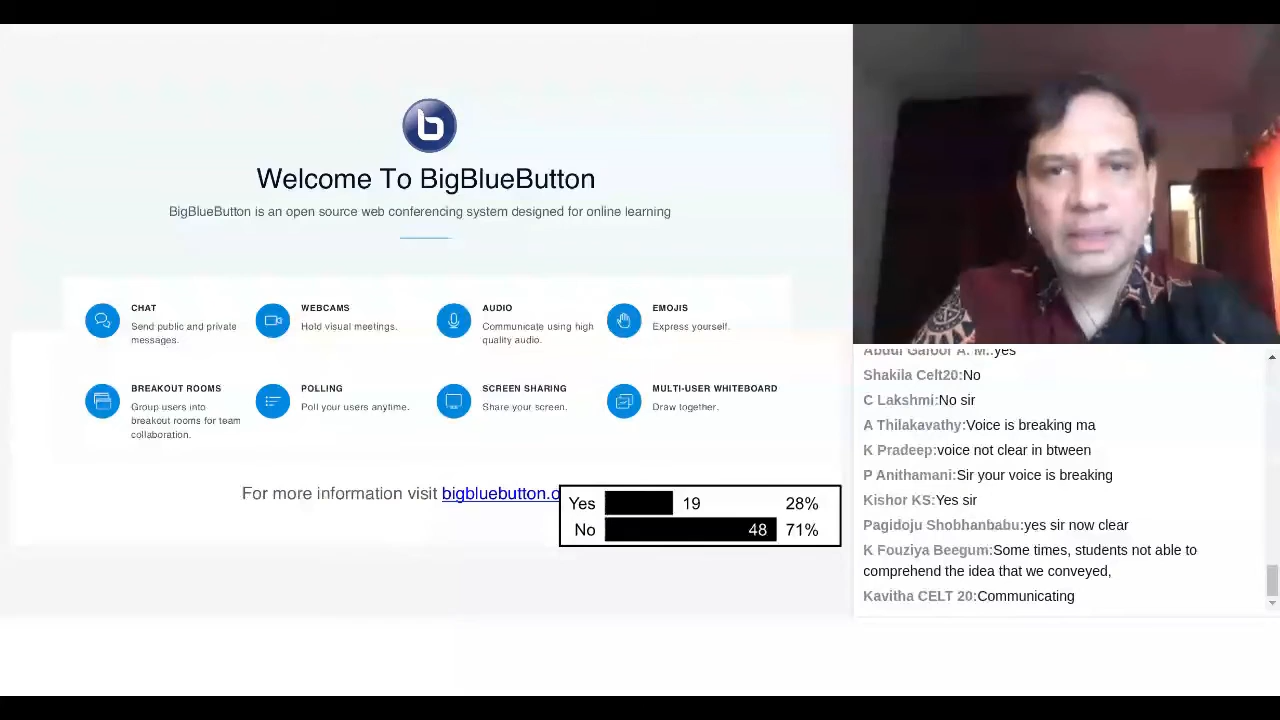 Welcome To BigBlueButton
BigBlueButton is an open source web conferencing system designed for online learning
CHAT
Send public and private
messages.
WEBCAMS
Hold visual meetings.
AUDIO
Communicate using high
quality audio.
EMOJIS
Express yourself.
BREAKOUT ROOMS
Group users into
breakout rooms for team
collaboration.
POLLING
Poll your users anytime.
SCREEN SHARING
Share your screen.
MULTI-USER WHITEBOARD
Draw together.
For more information visit bigbluebutton.o
Yes 19 28%
No 48 71%
Abdul Gafoor A. M.:yes
Shakila Celt20:No
C Lakshmi:No sir
A Thilakavathy:Voice is breaking ma
K Pradeep:voice not clear in btween
P Anithamani:Sir your voice is breaking
Kishor KS:Yes sir
Pagidoju Shobhanbabu:yes sir now clear
K Fouziya Beegum:Some times, students not able to
comprehend the idea that we conveyed,
Kavitha CELT 20:Communicating